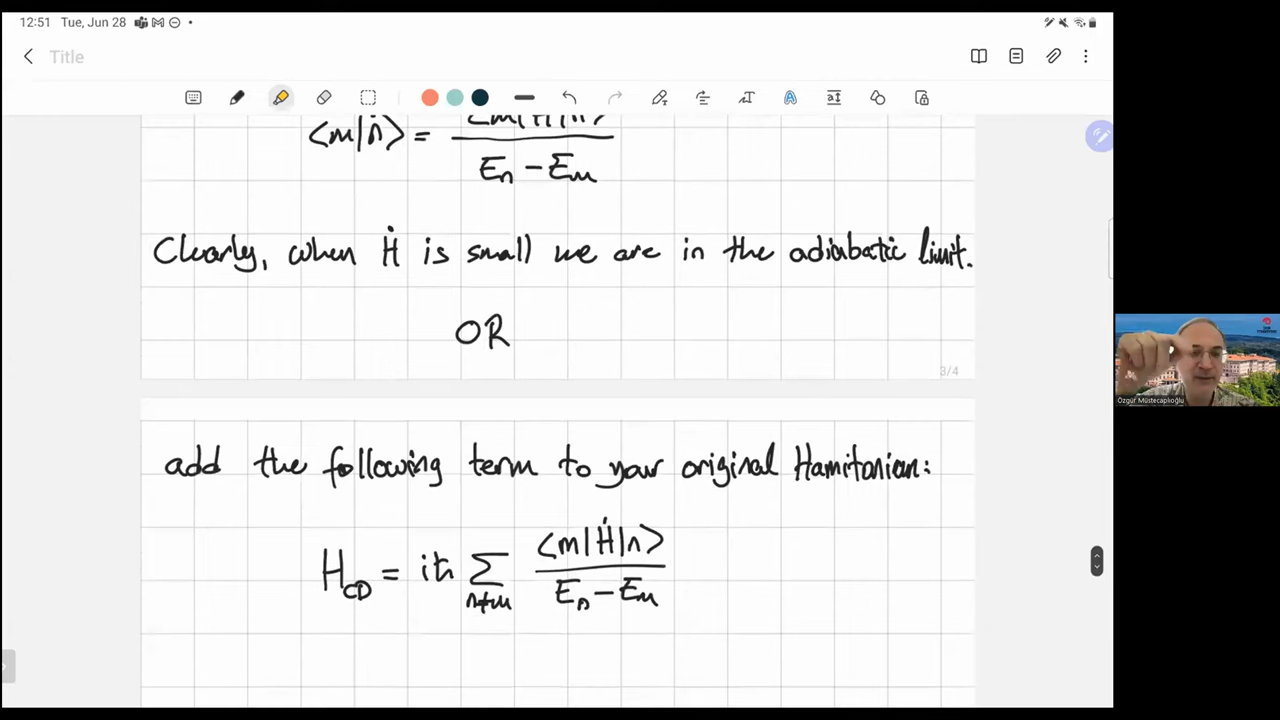 12:51 Tue, Jun 28
Title
⟨m|ṅ⟩ = ⟨m|Ḣ|n⟩ / (En − Em)
Clearly, when Ḣ is small we are in the adiabatic limit.
OR
3/4
add the following term to your original Hamitonian:
H_CD = iħ ∑_{n≠m} ⟨m|Ḣ|n⟩ / (En − Em)
Özgür Müstecaplıoğlu